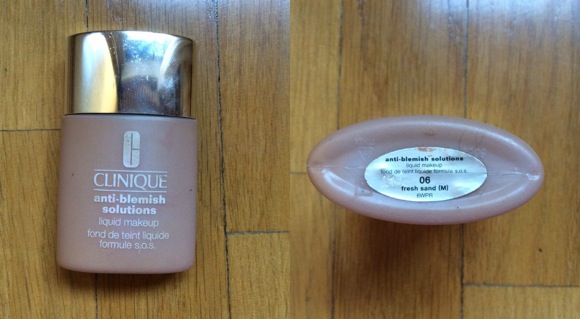 CLINIQUE
anti-blemish
solutions
liquid makeup
fond de teint liquide
formule s.o.s.
anti-blemish solutions
liquid makeup
fond de teint liquide formule s.o.s.
06
fresh sand (M)
6WPR